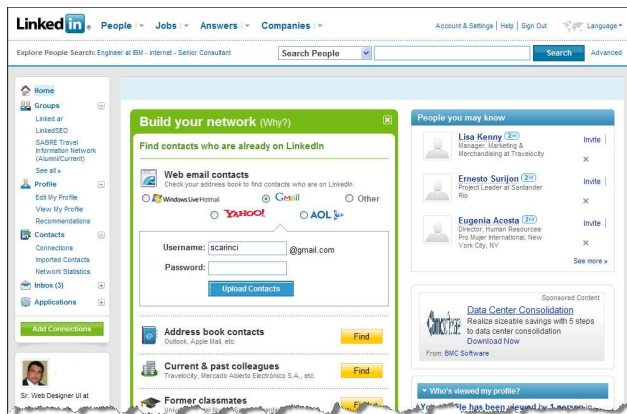 Linked in ® People Jobs Answers Companies Account & Settings | Help | Sign Out Language
Explore People Search: Engineer at IBM - Internet - Senior Consultant Search People Search Advanced
Home
Groups
Linked ar
LinkedSEO
SABRE Travel
Information Network
(Alumni/Current)
See all »
Profile
Edit My Profile
View My Profile
Recommendations
Contacts
Connections
Imported Contacts
Network Statistics
Inbox (3)
Applications
Add Connections
Sr. Web Designer UI at
Build your network (Why?)
Find contacts who are already on LinkedIn
Web email contacts
Check your address book to find contacts who are on LinkedIn.
Windows Live Hotmail Gmail Other
YAHOO! AOL
Username: scarinci @gmail.com
Password:
Upload Contacts
Address book contacts
Outlook, Apple Mail, etc.
Find
Current & past colleagues
Travelocity, Mercado Abierto Electrónico S.A., etc.
Find
Former classmates
People you may know
Lisa Kenny 2nd Invite
Manager, Marketing &
Merchandising at Travelocity
Ernesto Surijon 2nd Invite
Project Leader at Santander
Rio
Eugenia Acosta 2nd Invite
Director, Human Resources
Pro Mujer International, New
York City, NY
See more »
Sponsored Content
bmcsoftware
Data Center Consolidation
Realize sizeable savings with 5 steps
to data center consolidation
Download Now
From: BMC Software
Who's viewed my profile?